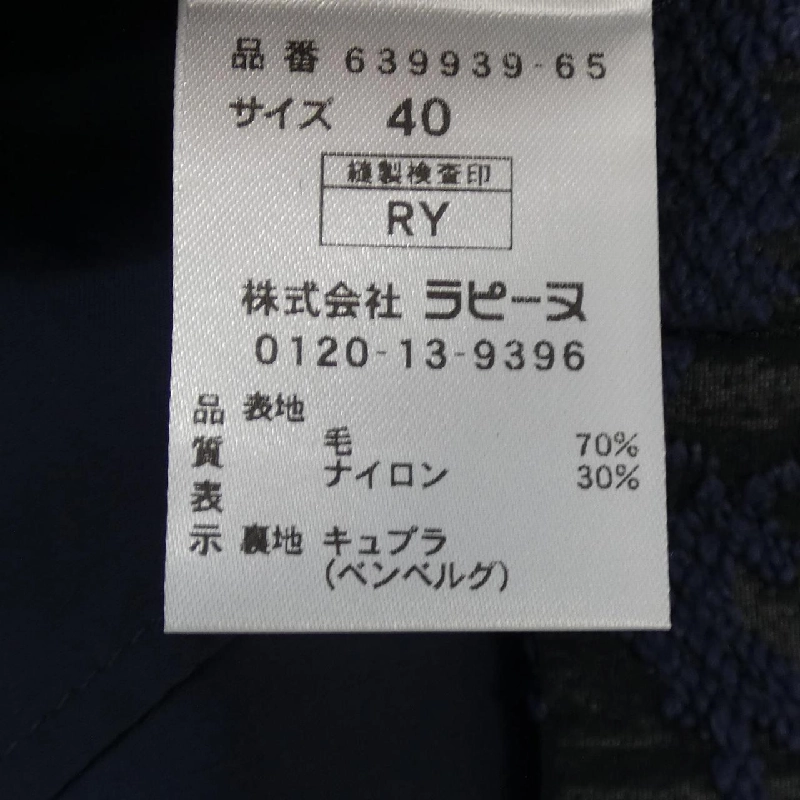 品番 639939-65
サイズ 40
縫製検査印
RY
株式会社 ラピーヌ
0120-13-9396
品質表示
表地
毛 70%
ナイロン 30%
裏地 キュプラ
(ベンベルグ)